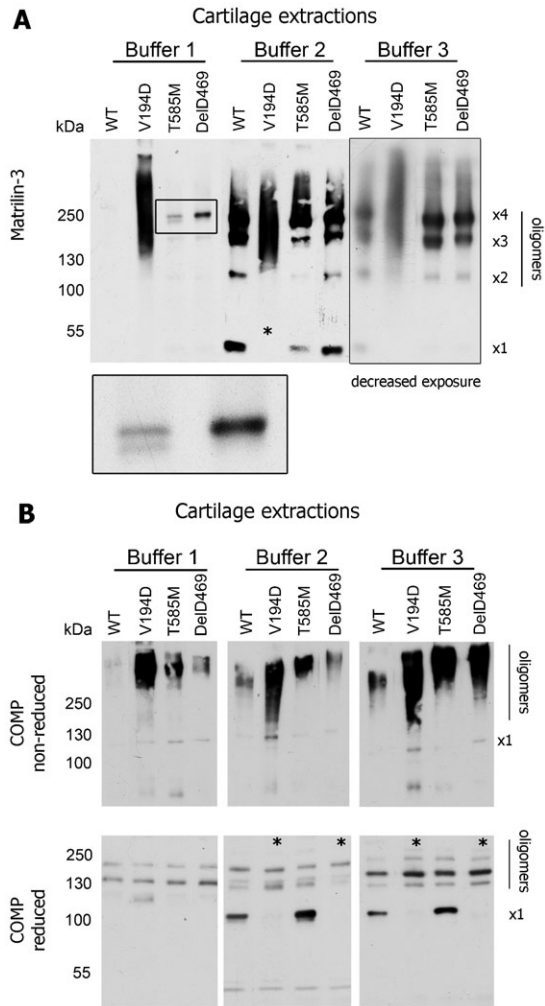 A
Cartilage extractions
Buffer 1 Buffer 2 Buffer 3
WT V194D T585M DelD469 WT V194D T585M DelD469 WT V194D T585M DelD469
kDa
Matrilin-3
250
130
100
55
*
x4
x3
x2
x1
oligomers
decreased exposure
B
Cartilage extractions
Buffer 1 Buffer 2 Buffer 3
WT V194D T585M DelD469 WT V194D T585M DelD469 WT V194D T585M DelD469
kDa
COMP
non-reduced
250
130
100
oligomers
x1
COMP
reduced
250
130
100
55
* * * *
oligomers
x1